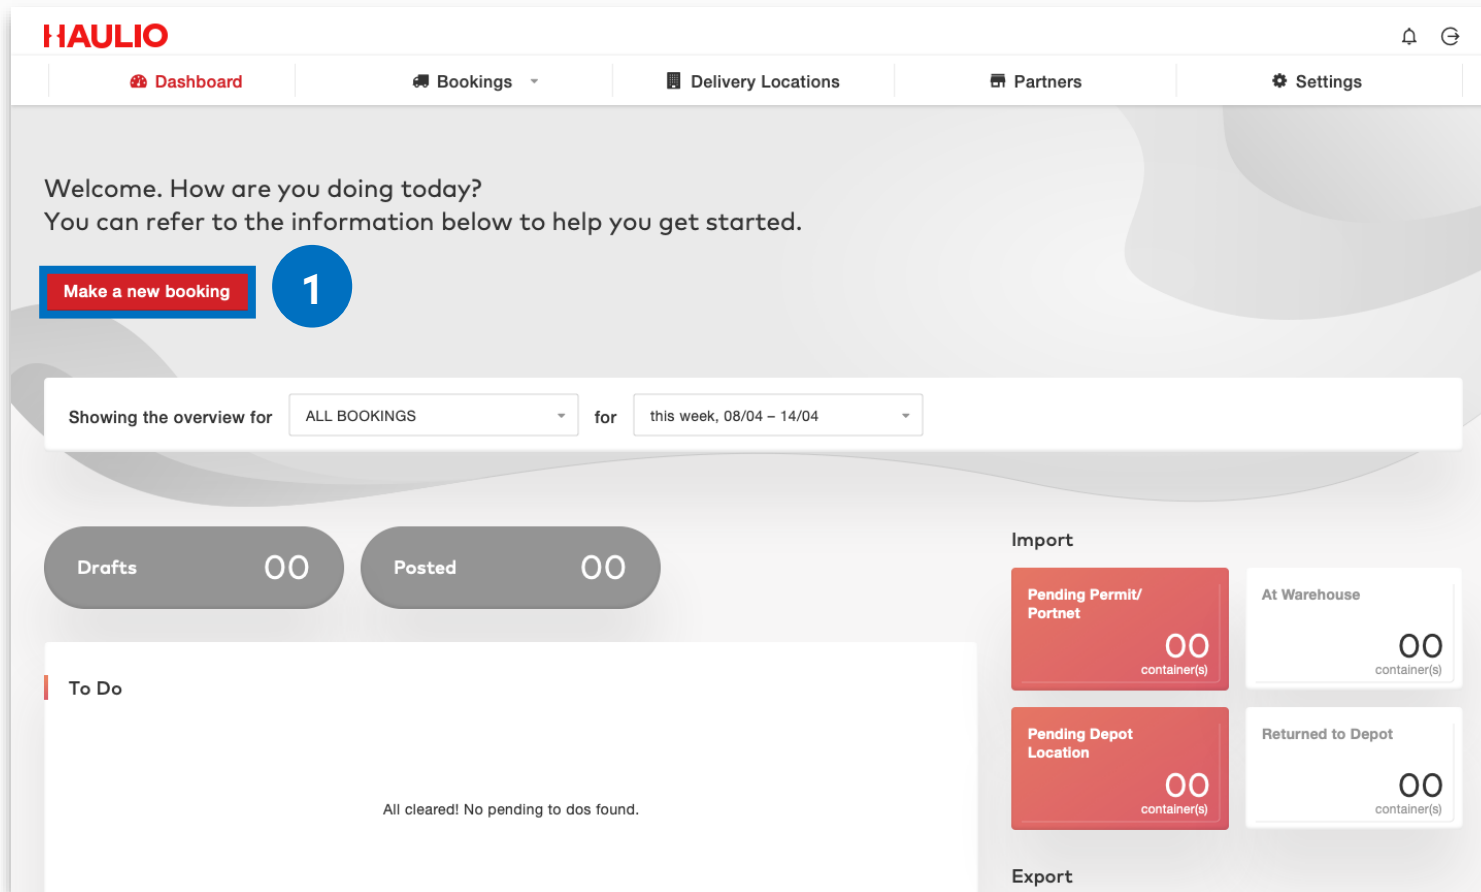 HAULIO
Dashboard
Bookings
Delivery Locations
Partners
Settings
Welcome. How are you doing today?
You can refer to the information below to help you get started.
Make a new booking
1
Showing the overview for
ALL BOOKINGS
for
this week, 08/04 – 14/04
Drafts
00
Posted
00
To Do
All cleared! No pending to dos found.
Import
Pending Permit/
Portnet
00
container(s)
At Warehouse
00
container(s)
Pending Depot
Location
00
container(s)
Returned to Depot
00
container(s)
Export